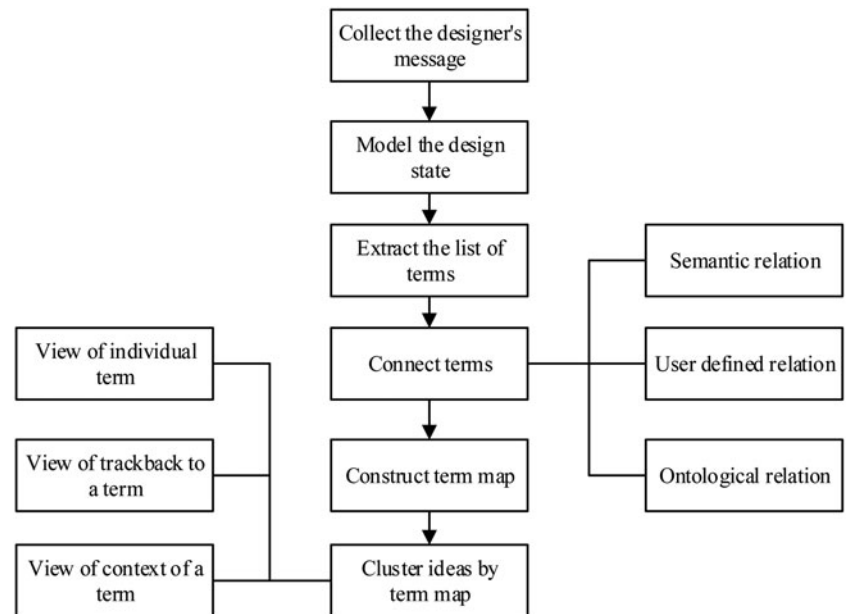 Collect the designer's
message
Model the design
state
Extract the list of
terms
Semantic relation
View of individual
term
Connect terms
User defined relation
View of trackback to
a term
Construct term map
Ontological relation
View of context of a
term
Cluster ideas by
term map